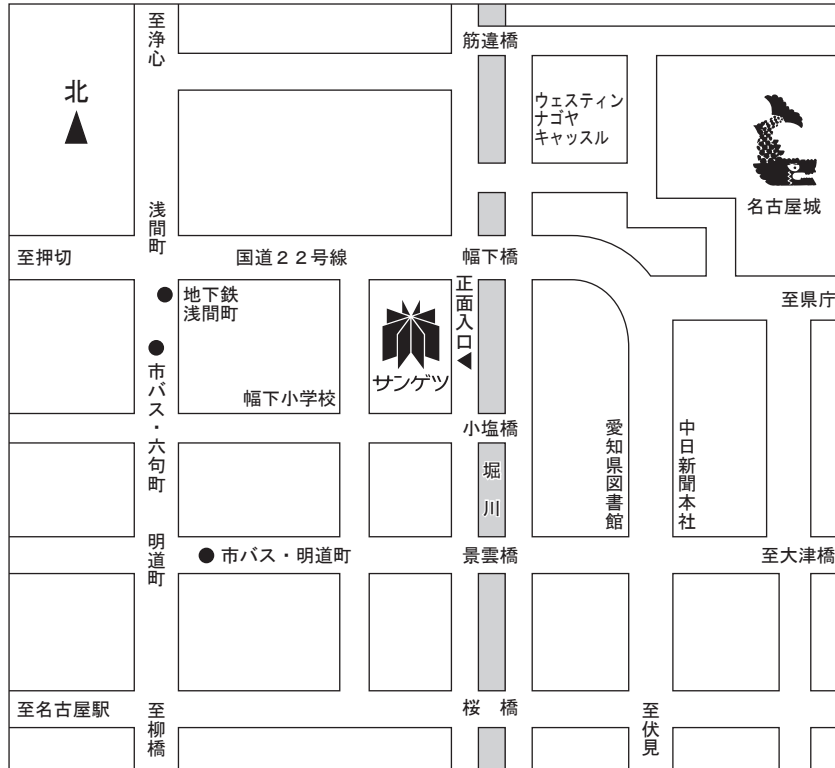 至浄心
筋違橋
北
ウェスティン
ナゴヤ
キャッスル
名古屋城
浅間町
至押切
国道２２号線
幅下橋
至県庁
地下鉄
浅間町
正面入口
サンゲツ
市バス・六句町
幅下小学校
小塩橋
愛知県図書館
中日新聞本社
堀川
明道町
市バス・明道町
景雲橋
至大津橋
至名古屋駅
至柳橋
桜 橋
至伏見